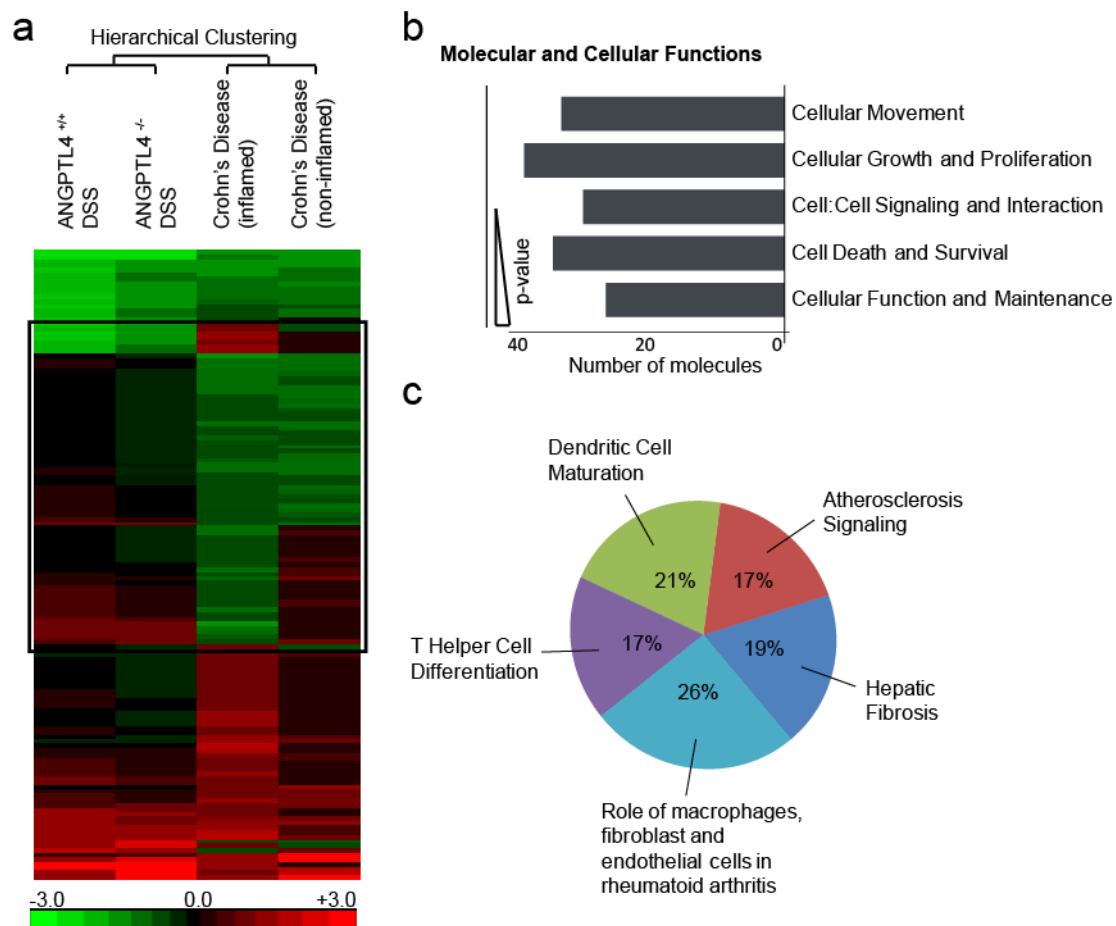 a
Hierarchical Clustering
ANGPTL4 +/+
DSS
ANGPTL4 -/-
DSS
Crohn's Disease
(inflamed)
Crohn's Disease
(non-inflamed)
-3.0
0.0
+3.0
b
Molecular and Cellular Functions
Cellular Movement
Cellular Growth and Proliferation
Cell:Cell Signaling and Interaction
Cell Death and Survival
Cellular Function and Maintenance
p-value
40
20
0
Number of molecules
c
Dendritic Cell
Maturation
Atherosclerosis
Signaling
21%
17%
T Helper Cell
Differentiation
17%
19%
26%
Hepatic
Fibrosis
Role of macrophages,
fibroblast and
endothelial cells in
rheumatoid arthritis